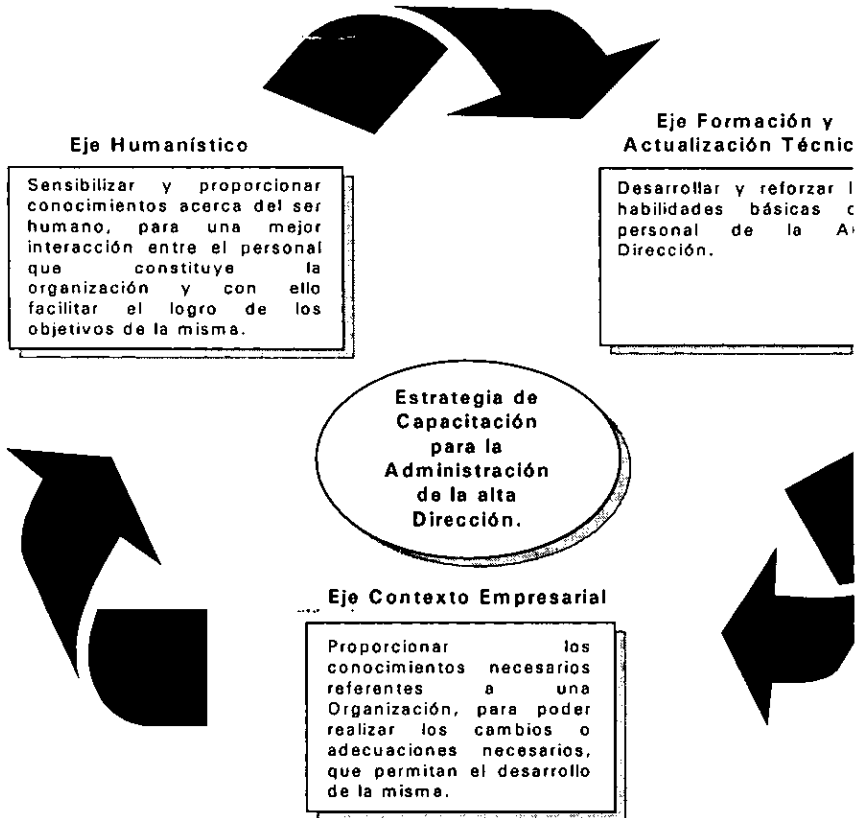 Eje Humanístico
Sensibilizar y proporcionar
conocimientos acerca del ser
humano, para una mejor
interacción entre el personal
que constituye la
organización y con ello
facilitar el logro de los
objetivos de la misma.
Eje Formación y
Actualización
Desarrollar y reforzar
habilidades básicas
personal de la
Dirección.
Estrategia de
Capacitación
para la
Administración
de la alta
Dirección.
Eje Contexto Empresarial
Proporcionar los
conocimientos necesarios
referentes a una
Organización, para poder
realizar los cambios o
adecuaciones necesarios,
que permitan el desarrollo
de la misma.